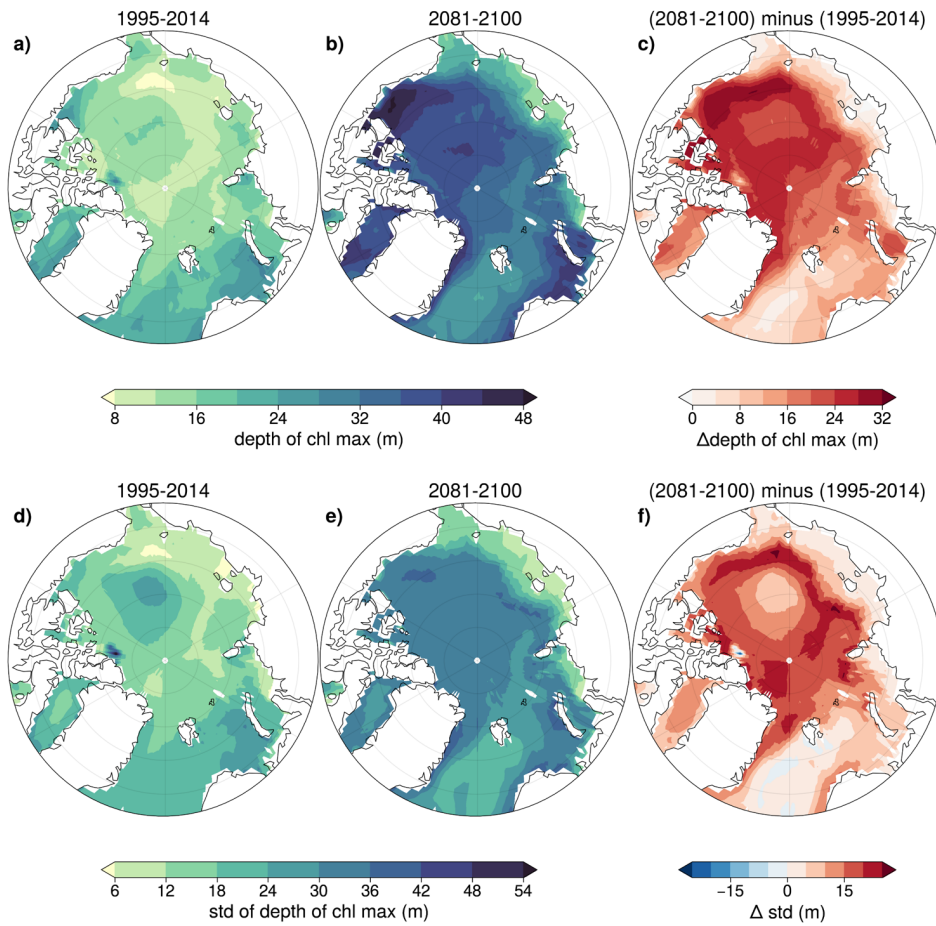 1995-2014
2081-2100
(2081-2100) minus (1995-2014)
a)
b)
c)
8 16 24 32 40 48
depth of chl max (m)
0 8 16 24 32
Δdepth of chl max (m)
1995-2014
2081-2100
(2081-2100) minus (1995-2014)
d)
e)
f)
6 12 18 24 30 36 42 48 54
std of depth of chl max (m)
−15 0 15
Δ std (m)